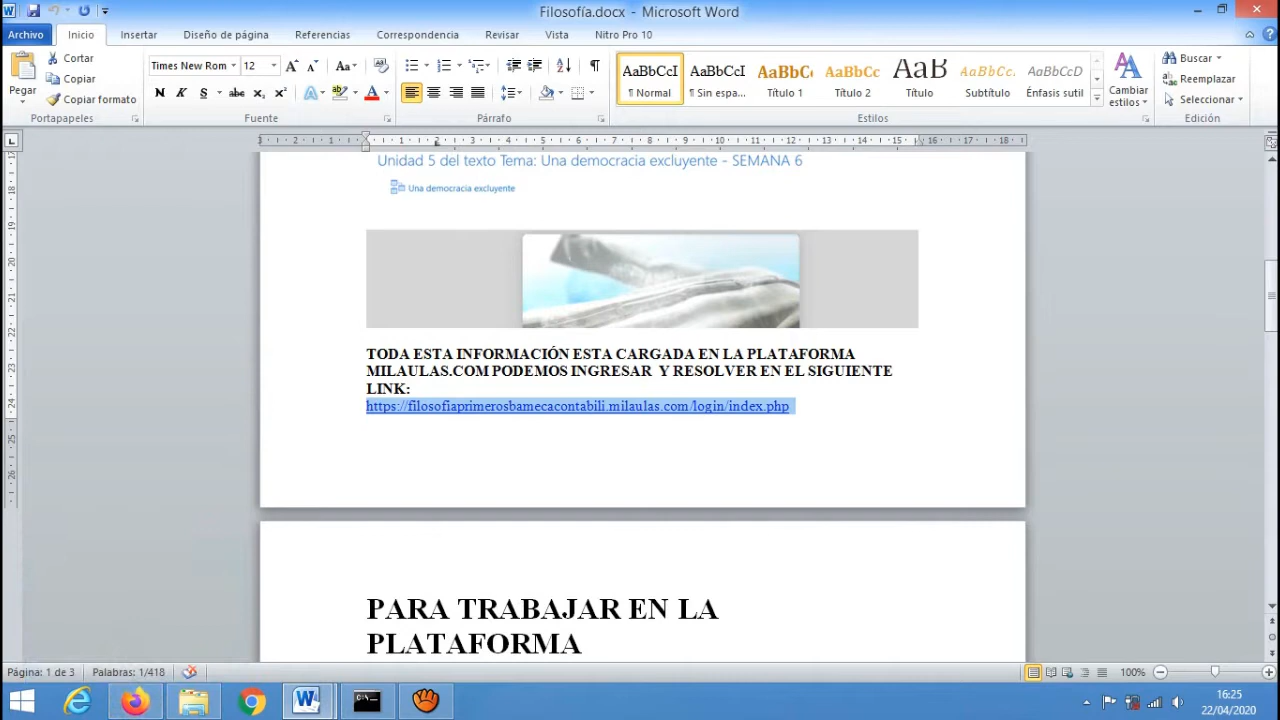 Filosofía.docx - Microsoft Word
Archivo
Inicio
Insertar
Diseño de página
Referencias
Correspondencia
Revisar
Vista
Nitro Pro 10
Cortar
Copiar
Copiar formato
Pegar
Portapapeles
Times New Rom
12
Fuente
Párrafo
AaBbCcI
¶ Normal
AaBbCcI
¶ Sin espa...
AaBbC
Título 1
AaBbCc
Título 2
AaB
Título
AaBbCc.
Subtítulo
AaBbCcD
Énfasis sutil
Cambiar
estilos
Estilos
Buscar
Reemplazar
Seleccionar
Edición
Unidad 5 del texto Tema: Una democracia excluyente - SEMANA 6
Una democracia excluyente
TODA ESTA INFORMACIÓN ESTA CARGADA EN LA PLATAFORMA
MILAULAS.COM PODEMOS INGRESAR Y RESOLVER EN EL SIGUIENTE
LINK:
https://filosofiaprimerosbamecacontabili.milaulas.com/login/index.php
PARA TRABAJAR EN LA
PLATAFORMA
Página: 1 de 3
Palabras: 1/418
100%
16:25
22/04/2020